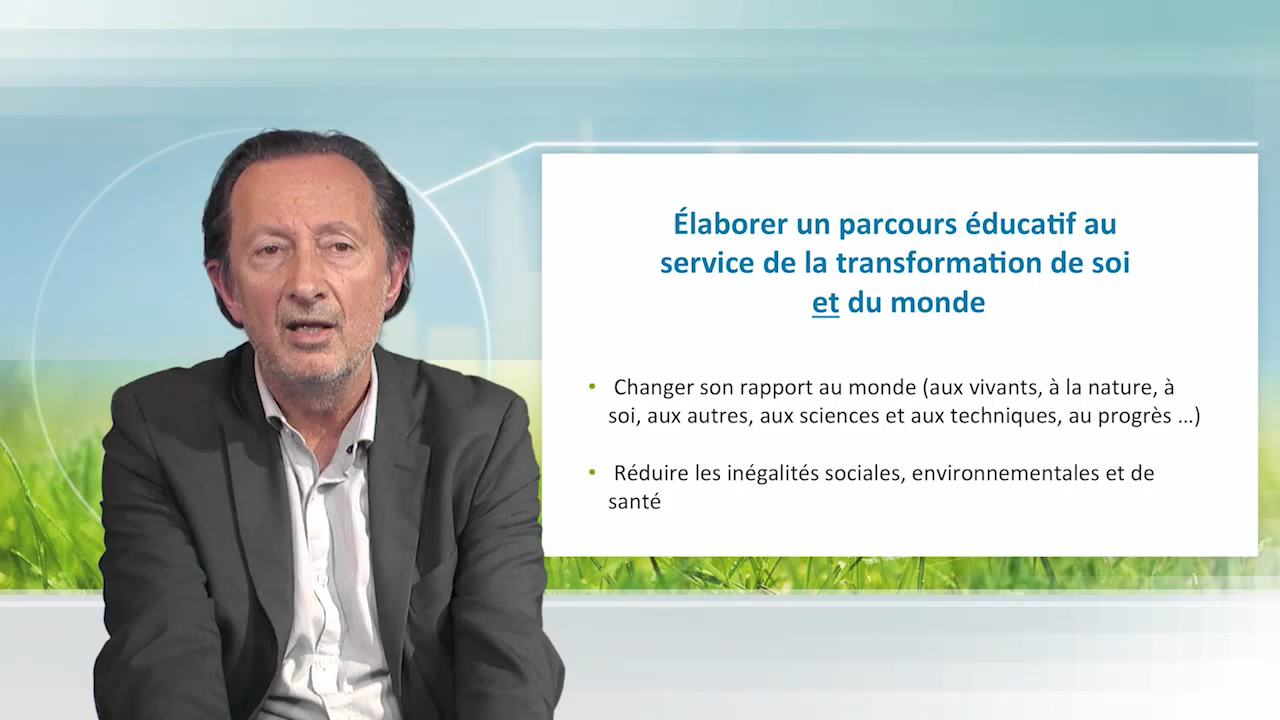 Élaborer un parcours éducatif au
service de la transformation de soi
et du monde
• Changer son rapport au monde (aux vivants, à la nature, à
soi, aux autres, aux sciences et aux techniques, au progrès ...)
• Réduire les inégalités sociales, environnementales et de
santé